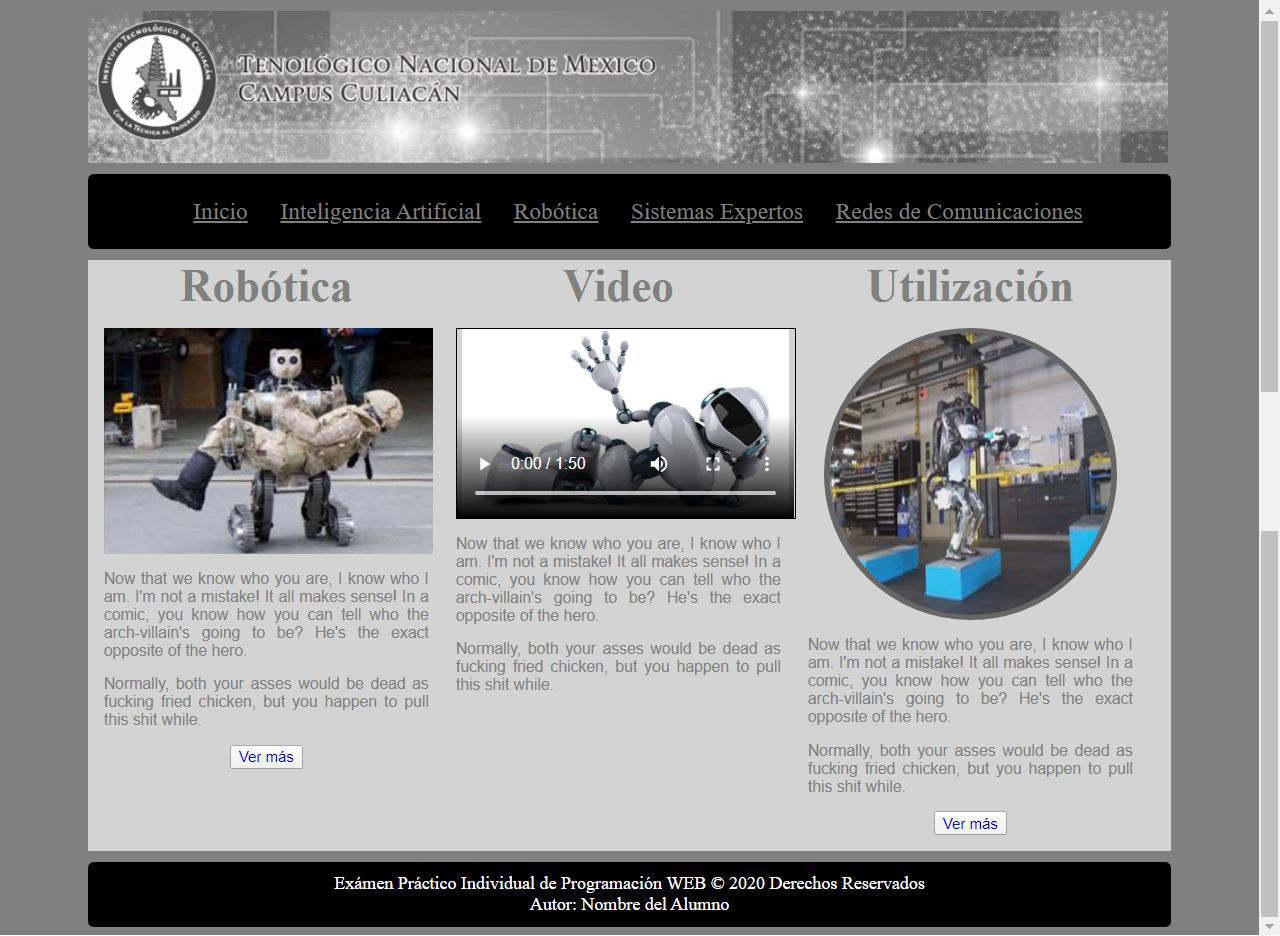 INSTITUTO TECNOLÓGICO DE CULIACÁN
CON LA TÉCNICA AL PROGRESO
TENOLÓGICO NACIONAL DE MEXICO
CAMPUS CULIACÁN
Inicio Inteligencia Artificial Robótica Sistemas Expertos Redes de Comunicaciones
Robótica
Now that we know who you are, I know who I
am. I'm not a mistake! It all makes sense! In a
comic, you know how you can tell who the
arch-villain's going to be? He's the exact
opposite of the hero.
Normally, both your asses would be dead as
fucking fried chicken, but you happen to pull
this shit while.
Ver más
Video
0:00 / 1:50
Now that we know who you are, I know who I
am. I'm not a mistake! It all makes sense! In a
comic, you know how you can tell who the
arch-villain's going to be? He's the exact
opposite of the hero.
Normally, both your asses would be dead as
fucking fried chicken, but you happen to pull
this shit while.
Utilización
Now that we know who you are, I know who I
am. I'm not a mistake! It all makes sense! In a
comic, you know how you can tell who the
arch-villain's going to be? He's the exact
opposite of the hero.
Normally, both your asses would be dead as
fucking fried chicken, but you happen to pull
this shit while.
Ver más
Exámen Práctico Individual de Programación WEB © 2020 Derechos Reservados
Autor: Nombre del Alumno